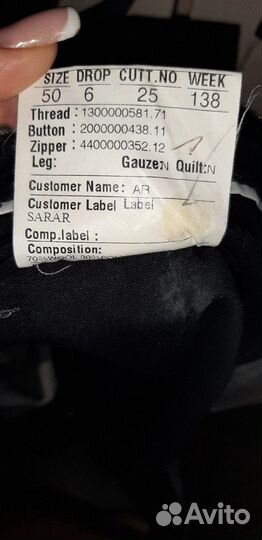 SIZE DROP CUTT.NO WEEK
50 6 25 138
Thread : 1300000581.71
Button : 2000000438.11
Zipper : 4400000352.12
Leg: Gauze:N Quilt:N
Customer Name: AR
Customer Label Label
SARAR
Comp.label :
Composition:
Avito